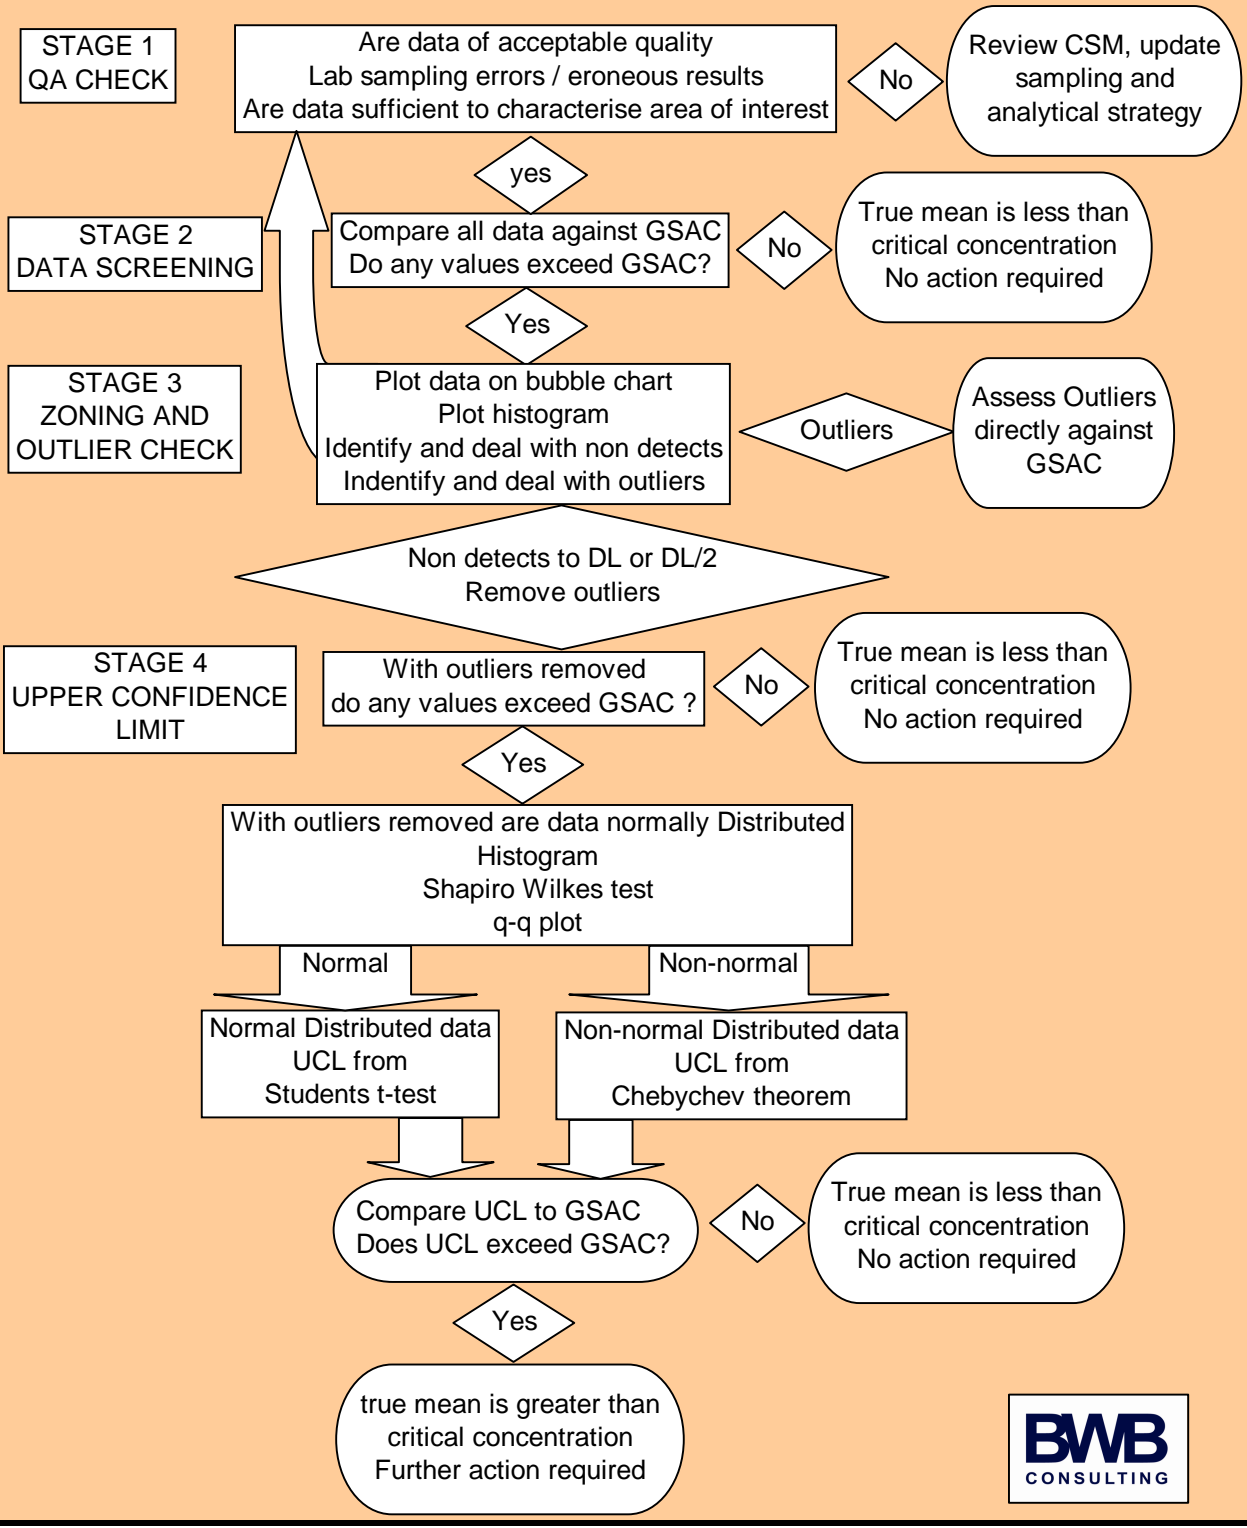 STAGE 1
QA CHECK
Are data of acceptable quality
Lab sampling errors / eroneous results
Are data sufficient to characterise area of interest
No
Review CSM, update
sampling and
analytical strategy
yes
STAGE 2
DATA SCREENING
Compare all data against GSAC
Do any values exceed GSAC?
No
True mean is less than
critical concentration
No action required
Yes
STAGE 3
ZONING AND
OUTLIER CHECK
Plot data on bubble chart
Plot histogram
Identify and deal with non detects
Indentify and deal with outliers
Outliers
Assess Outliers
directly against
GSAC
Non detects to DL or DL/2
Remove outliers
STAGE 4
UPPER CONFIDENCE
LIMIT
With outliers removed
do any values exceed GSAC ?
No
True mean is less than
critical concentration
No action required
Yes
With outliers removed are data normally Distributed
Histogram
Shapiro Wilkes test
q-q plot
Normal
Non-normal
Normal Distributed data
UCL from
Students t-test
Non-normal Distributed data
UCL from
Chebychev theorem
Compare UCL to GSAC
Does UCL exceed GSAC?
No
True mean is less than
critical concentration
No action required
Yes
true mean is greater than
critical concentration
Further action required
BWB
CONSULTING